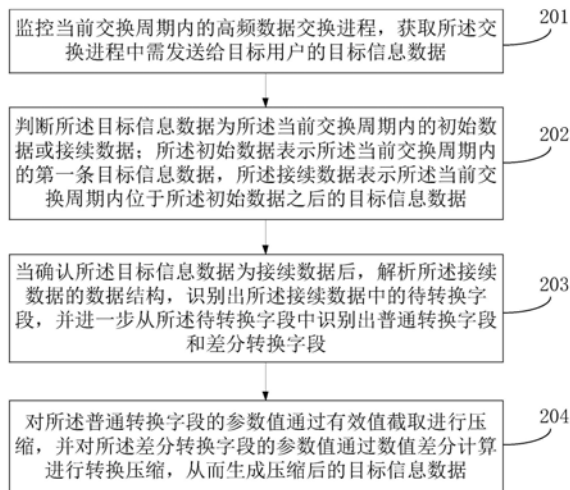 监控当前交换周期内的高频数据交换进程，获取所述交
换进程中需发送给目标用户的目标信息数据
201
判断所述目标信息数据为所述当前交换周期内的初始数
据或接续数据；所述初始数据表示所述当前交换周期内
的第一条目标信息数据，所述接续数据表示所述当前交
换周期内位于所述初始数据之后的目标信息数据
202
当确认所述目标信息数据为接续数据后，解析所述接续
数据的数据结构，识别出所述接续数据中的待转换字
段，并进一步从所述待转换字段中识别出普通转换字段
和差分转换字段
203
对所述普通转换字段的参数值通过有效值截取进行压
缩，并对所述差分转换字段的参数值通过数值差分计算
进行转换压缩，从而生成压缩后的目标信息数据
204